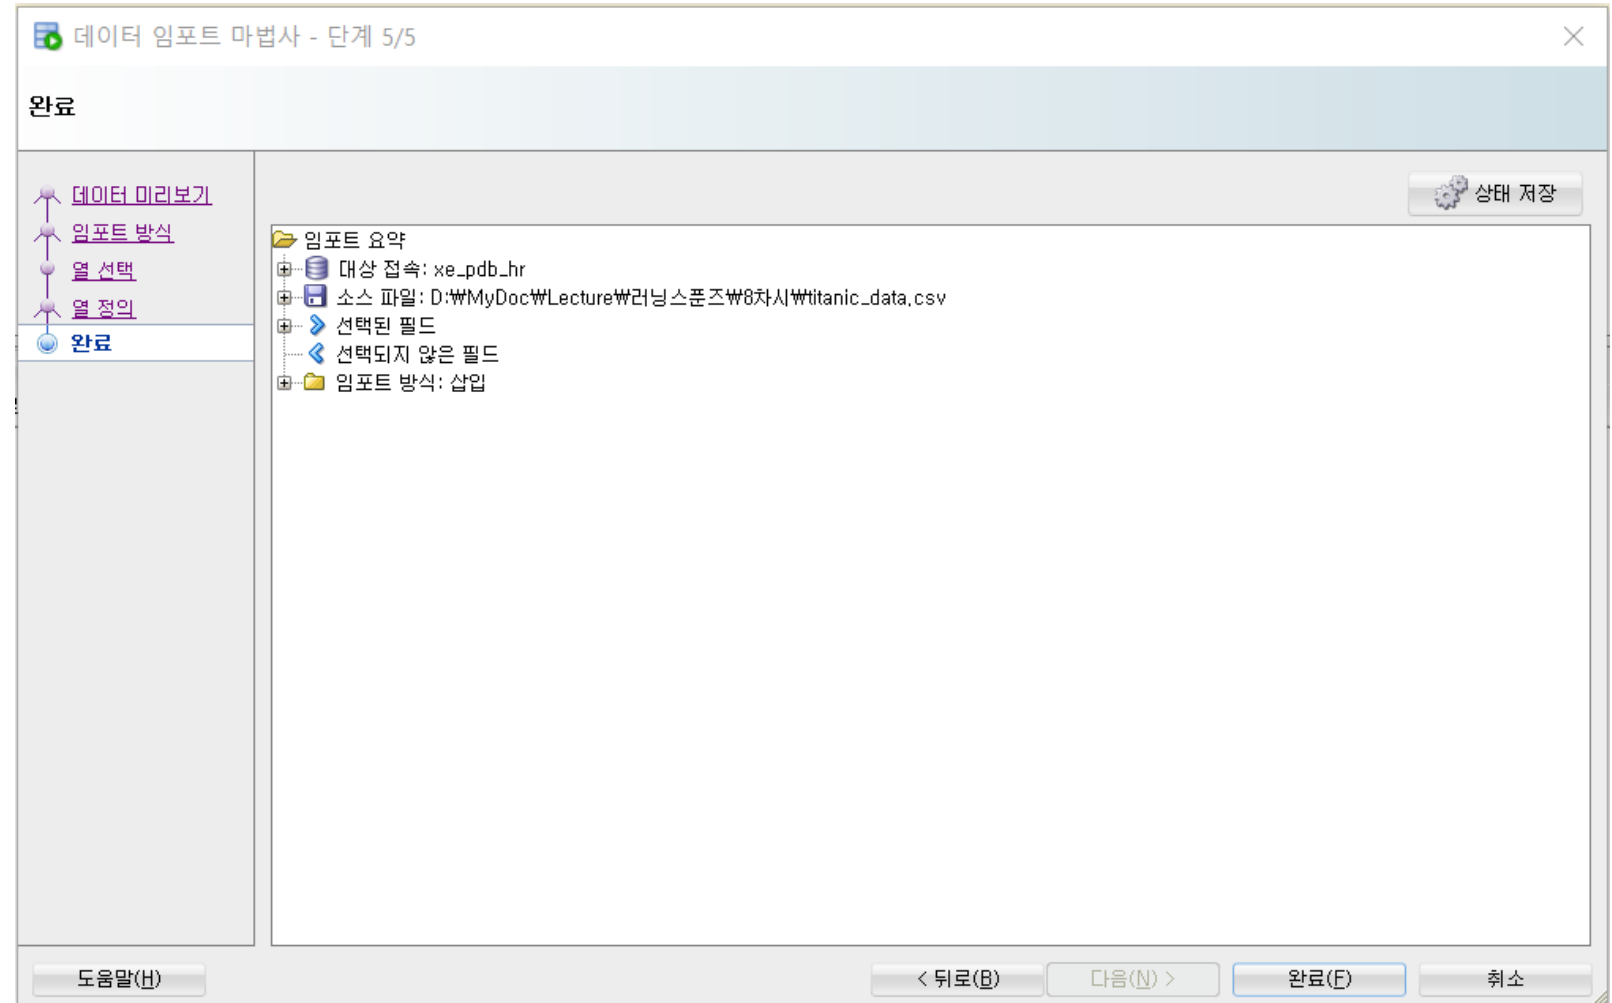 데이터 임포트 마법사 - 단계 5/5
완료
데이터 미리보기
임포트 방식
열 선택
열 정의
완료
상태 저장
임포트 요약
대상 접속: xe_pdb_hr
소스 파일: D:₩MyDoc₩Lecture₩러닝스푼즈₩8차시₩titanic_data.csv
선택된 필드
선택되지 않은 필드
임포트 방식: 삽입
도움말(H)
< 뒤로(B)
다음(N) >
완료(F)
취소